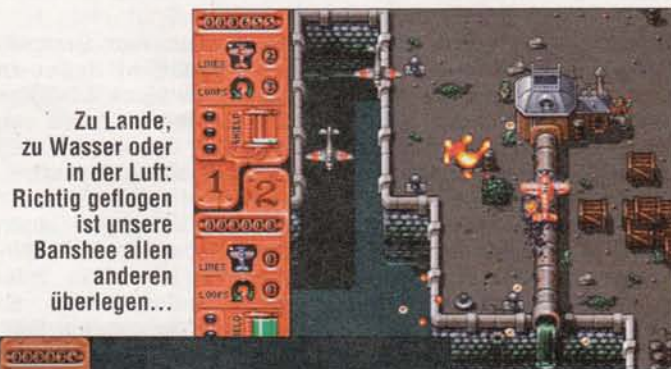 Zu Lande,
zu Wasser oder
in der Luft:
Richtig geflogen
ist unsere
Banshee allen
anderen
überlegen...
LIVES
LOOPS
SHIELD
1
2
LIVES
LOOPS